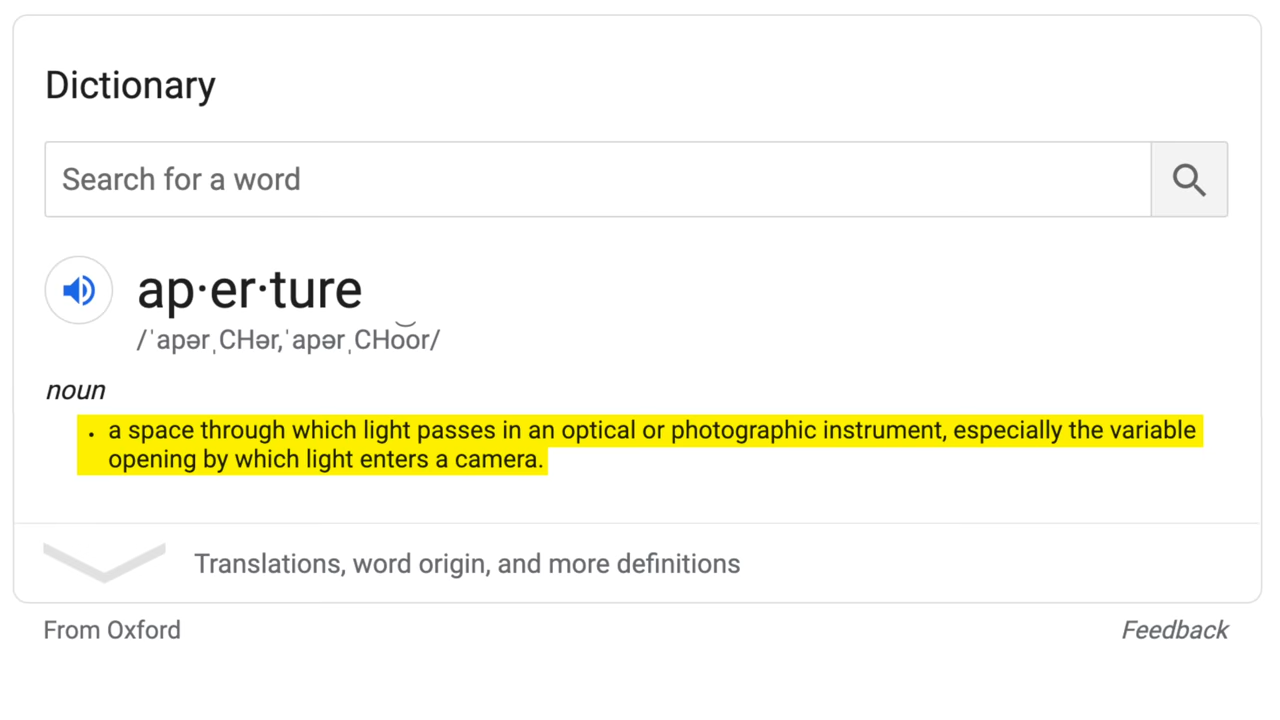 Dictionary
Search for a word
ap·er·ture
/ˈapərˌCHər,ˈapərˌCHo͝or/
noun
• a space through which light passes in an optical or photographic instrument, especially the variable
opening by which light enters a camera.
Translations, word origin, and more definitions
From Oxford
Feedback